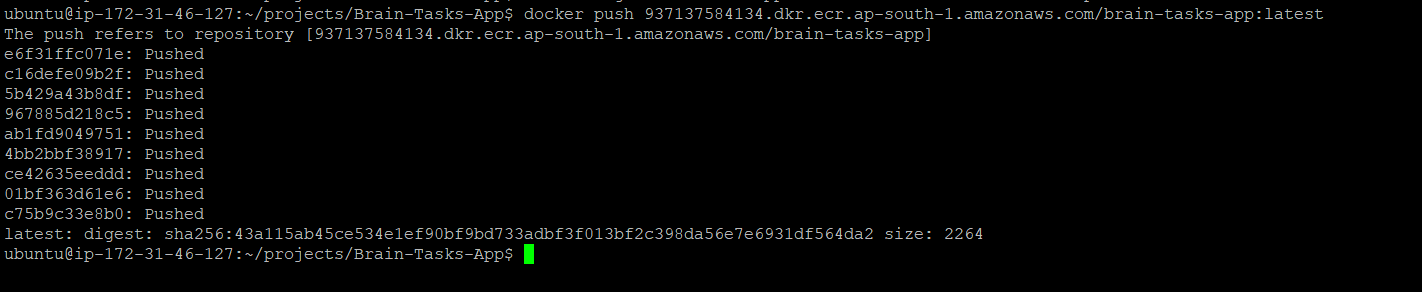 ubuntu@ip-172-31-46-127:~/projects/Brain-Tasks-App$ docker push 937137584134.dkr.ecr.ap-south-1.amazonaws.com/brain-tasks-app:latest
The push refers to repository [937137584134.dkr.ecr.ap-south-1.amazonaws.com/brain-tasks-app]
e6f31ffc071e: Pushed
c16defe09b2f: Pushed
5b429a43b8df: Pushed
967885d218c5: Pushed
ab1fd9049751: Pushed
4bb2bbf38917: Pushed
ce42635eeddd: Pushed
01bf363d61e6: Pushed
c75b9c33e8b0: Pushed
latest: digest: sha256:43a115ab45ce534e1ef90bf9bd733adbf3f013bf2c398da56e7e6931df564da2 size: 2264
ubuntu@ip-172-31-46-127:~/projects/Brain-Tasks-App$